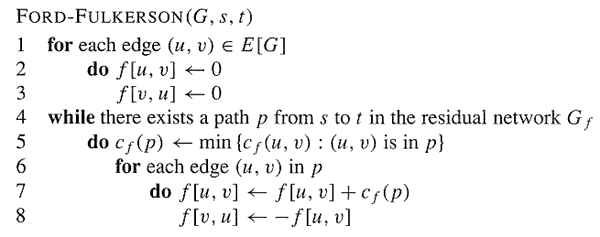 FORD-FULKERSON(G, s, t)
1 for each edge (u, v) ∈ E[G]
2 do f[u, v] ← 0
3 f[v, u] ← 0
4 while there exists a path p from s to t in the residual network G_f
5 do c_f(p) ← min {c_f(u, v) : (u, v) is in p}
6 for each edge (u, v) in p
7 do f[u, v] ← f[u, v] + c_f(p)
8 f[v, u] ← −f[u, v]